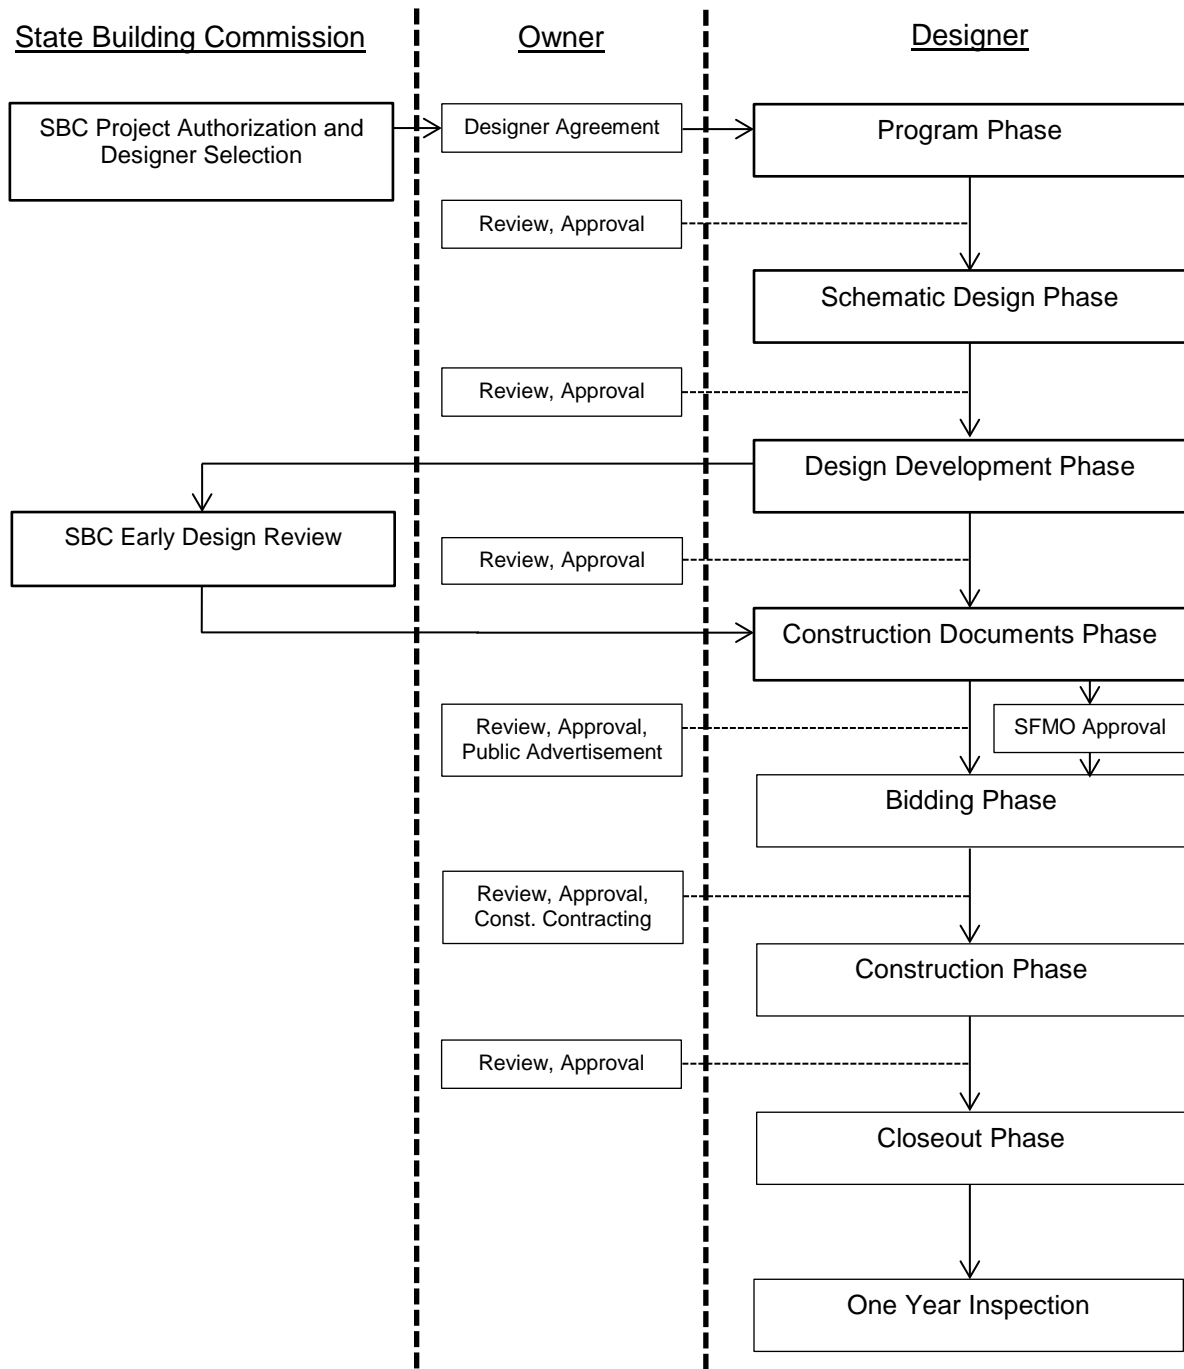 State Building Commission
Owner
Designer
SBC Project Authorization and
Designer Selection
Designer Agreement
Program Phase
Review, Approval
Schematic Design Phase
Review, Approval
Design Development Phase
SBC Early Design Review
Review, Approval
Construction Documents Phase
Review, Approval,
Public Advertisement
SFMO Approval
Bidding Phase
Review, Approval,
Const. Contracting
Construction Phase
Review, Approval
Closeout Phase
One Year Inspection